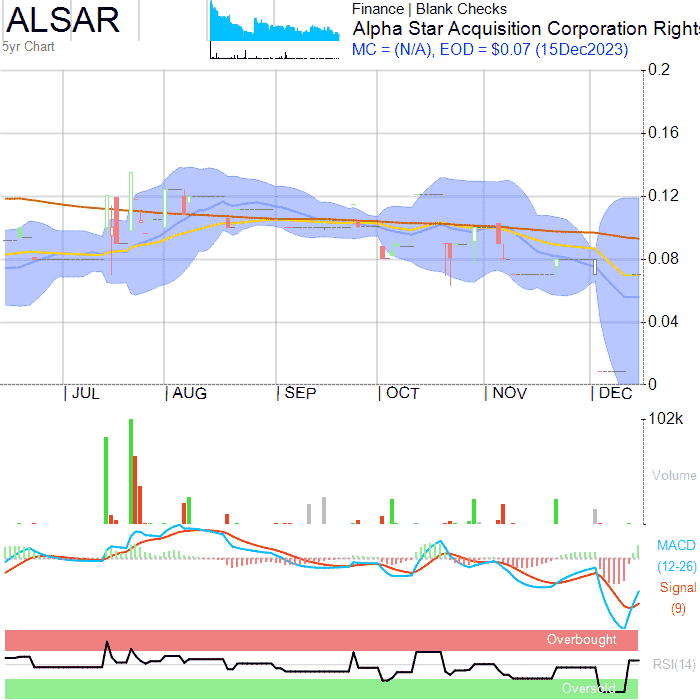 ALSAR
5yr Chart
Finance | Blank Checks
Alpha Star Acquisition Corporation Rights
MC = (N/A), EOD = $0.07 (15Dec2023)
0.2
0.16
0.12
0.08
0.04
0
JUL
AUG
SEP
OCT
NOV
DEC
102k
Volume
MACD
(12-26)
Signal
(9)
Overbought
RSI(14)
Oversold